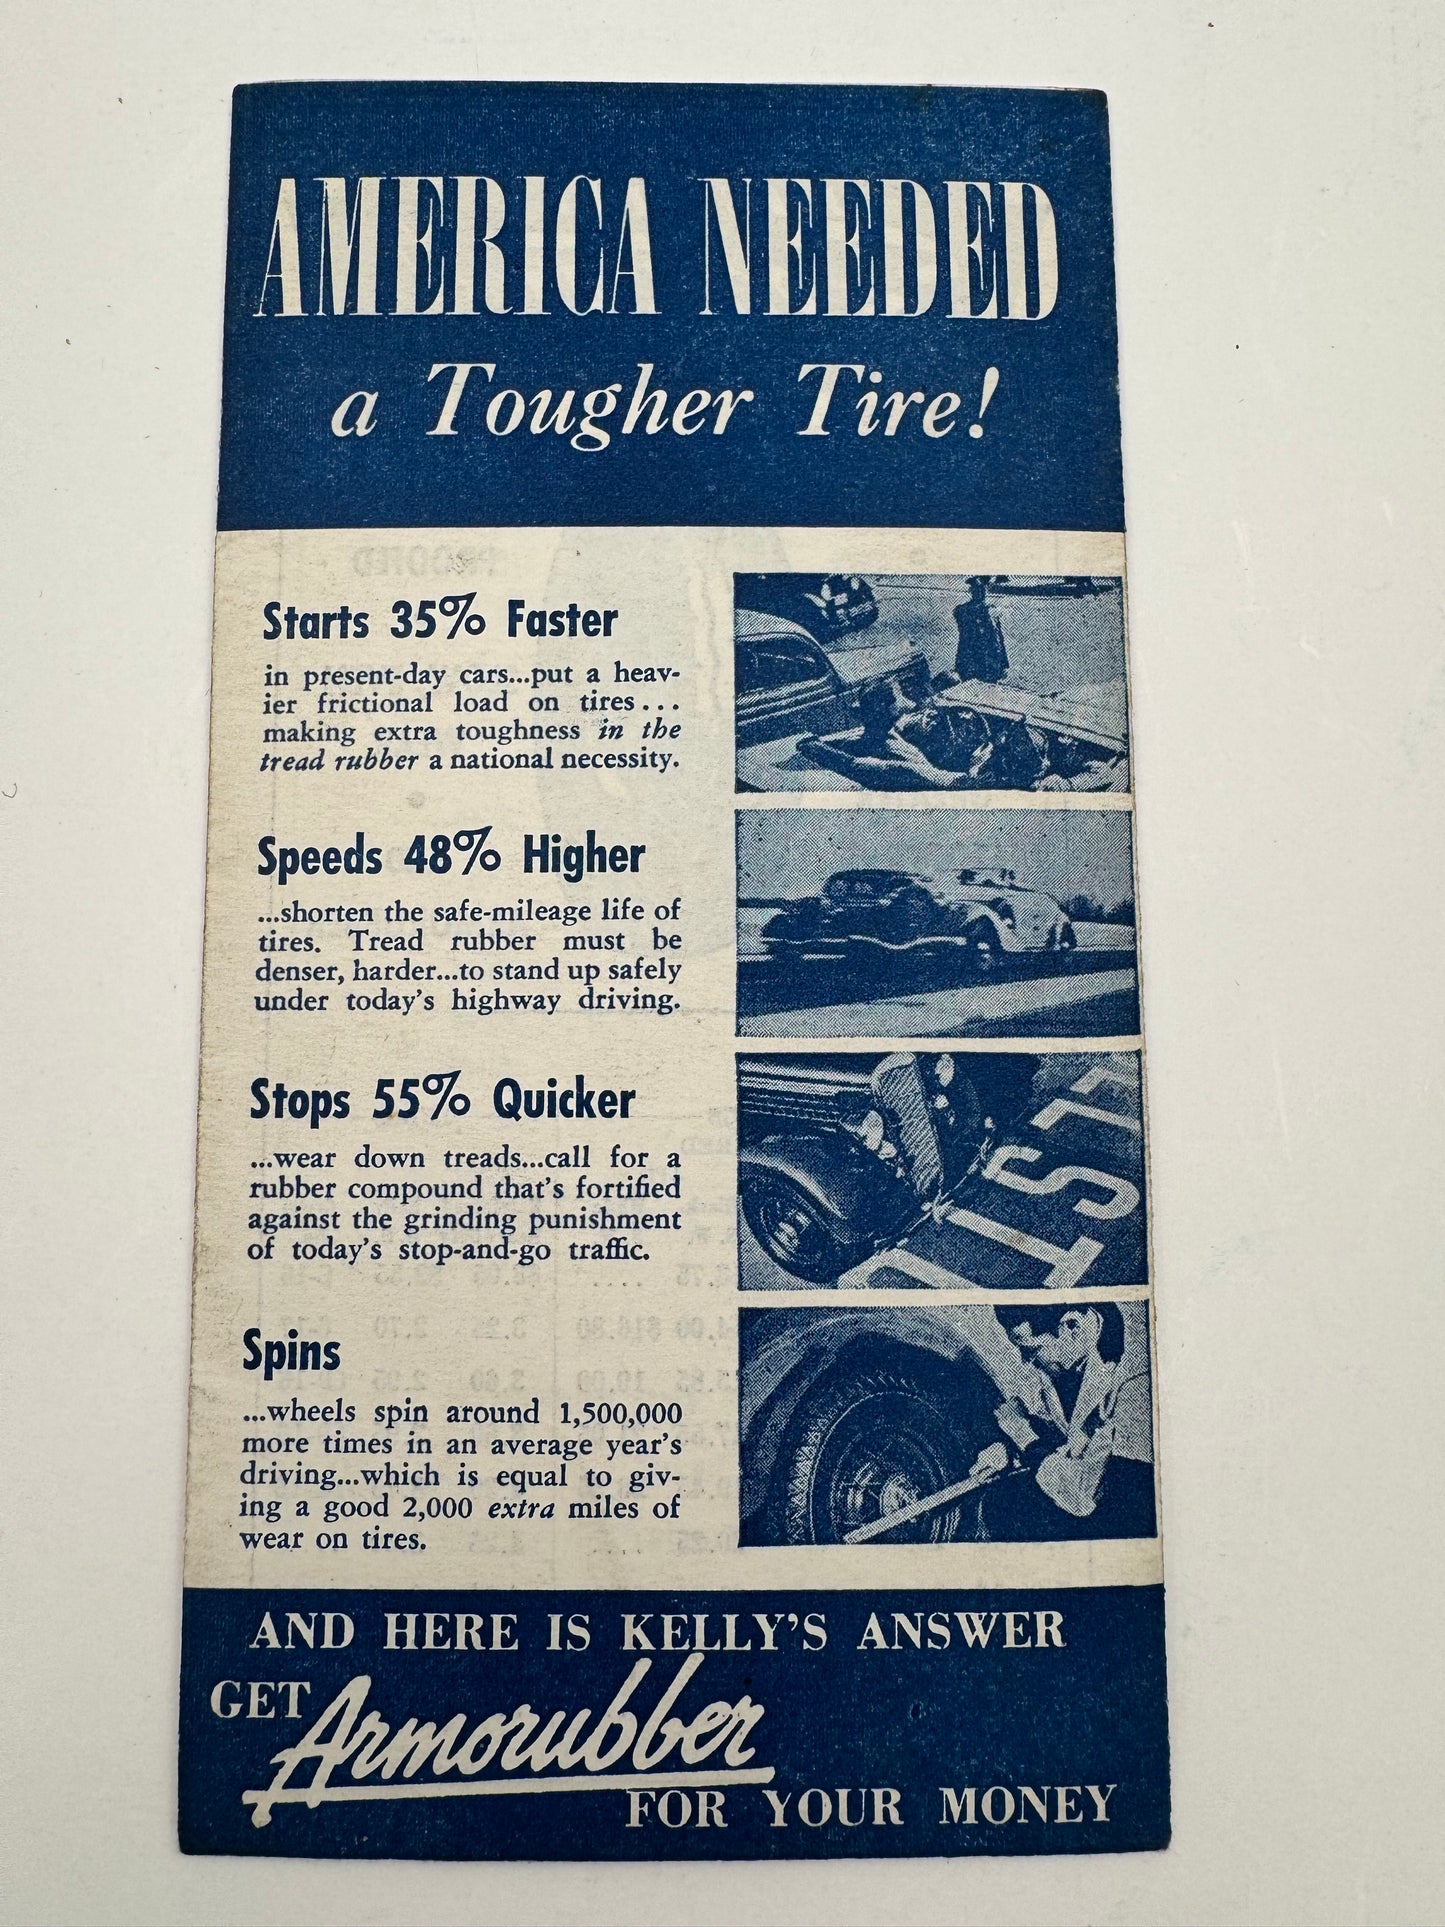 AMERICA NEEDED
a Tougher Tire!
Starts 35% Faster
in present-day cars...put a heav-
ier frictional load on tires...
making extra toughness in the
tread rubber a national necessity.
Speeds 48% Higher
...shorten the safe-mileage life of
tires. Tread rubber must be
denser, harder...to stand up safely
under today's highway driving.
Stops 55% Quicker
...wear down treads...call for a
rubber compound that's fortified
against the grinding punishment
of today's stop-and-go traffic.
Spins
...wheels spin around 1,500,000
more times in an average year's
driving...which is equal to giv-
ing a good 2,000 extra miles of
wear on tires.
AND HERE IS KELLY'S ANSWER
GET Armorubber
FOR YOUR MONEY